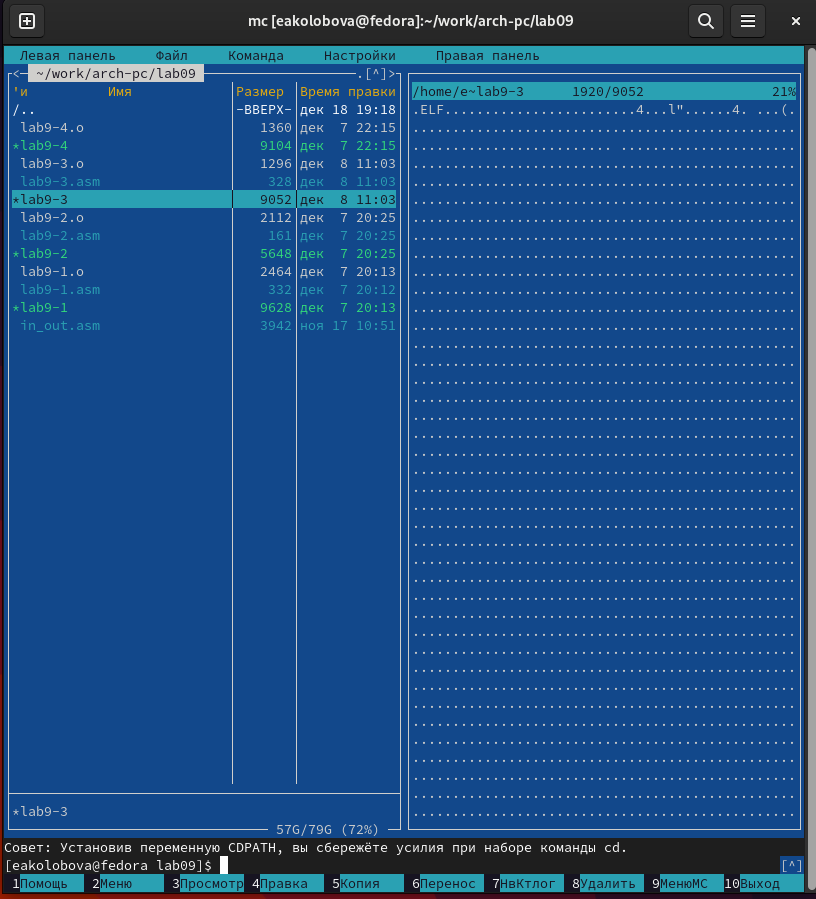 mc [eakolobova@fedora]:~/work/arch-pc/lab09
Левая панель Файл Команда Настройки Правая панель
<- ~/work/arch-pc/lab09 .[^]>
'и Имя Размер Время правки
/.. -ВВЕРХ- дек 18 19:18
lab9-4.o 1360 дек 7 22:15
*lab9-4 9104 дек 7 22:15
lab9-3.o 1296 дек 8 11:03
lab9-3.asm 328 дек 8 11:03
*lab9-3 9052 дек 8 11:03
lab9-2.o 2112 дек 7 20:25
lab9-2.asm 161 дек 7 20:25
*lab9-2 5648 дек 7 20:25
lab9-1.o 2464 дек 7 20:13
lab9-1.asm 332 дек 7 20:12
*lab9-1 9628 дек 7 20:13
in_out.asm 3942 ноя 17 10:51
*lab9-3
57G/79G (72%)
/home/e~lab9-3 1920/9052 21%
.ELF........................4...l"......4. ...(.
Совет: Установив переменную CDPATH, вы сбережёте усилия при наборе команды cd.
[eakolobova@fedora lab09]$ [^]
1Помощь 2Меню 3Просмотр 4Правка 5Копия 6Перенос 7НвКтлог 8Удалить 9МенюМС 10Выход